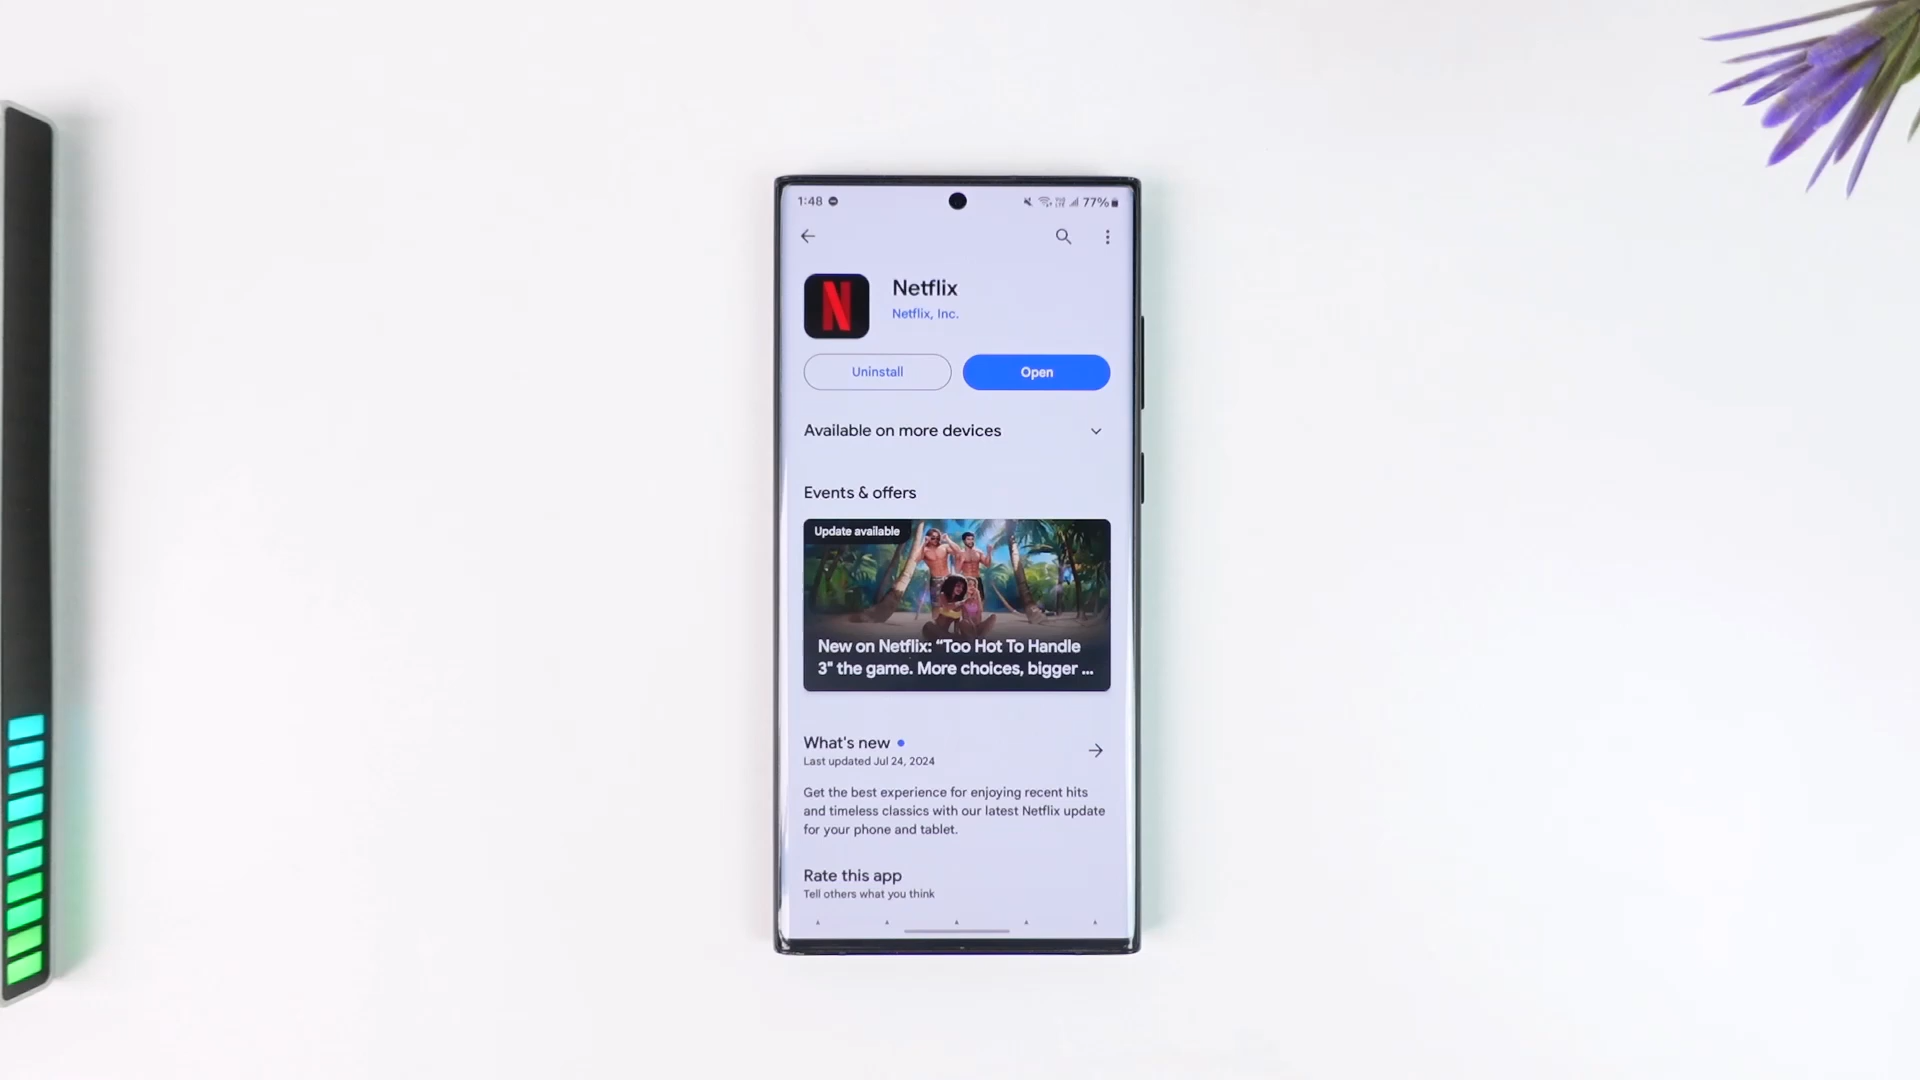 1:48
77%
Netflix
Netflix, Inc.
Uninstall
Open
Available on more devices
Events & offers
Update available
New on Netflix: “Too Hot To Handle
3” the game. More choices, bigger ...
What's new
Last updated Jul 24, 2024
Get the best experience for enjoying recent hits
and timeless classics with our latest Netflix update
for your phone and tablet.
Rate this app
Tell others what you think